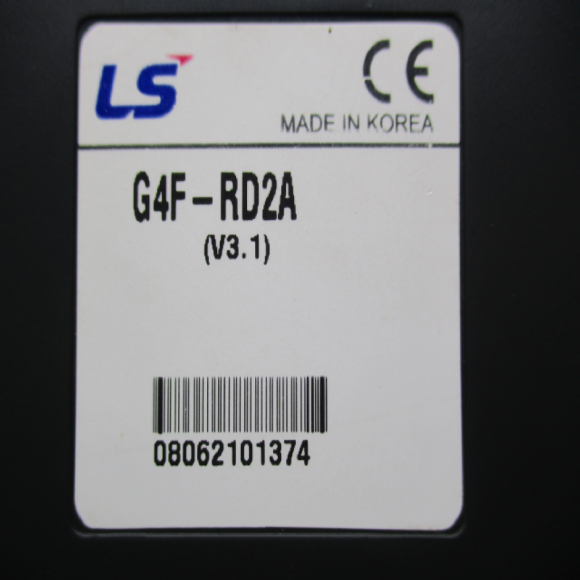 LS
CE
MADE IN KOREA
G4F-RD2A
(V3.1)
08062101374